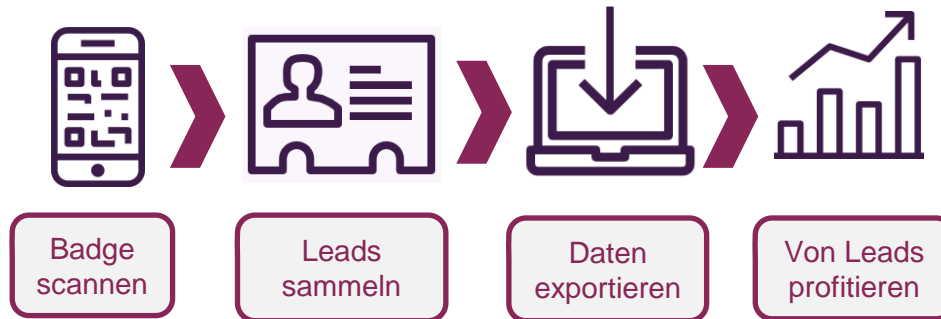 Badge
scannen
Leads
sammeln
Daten
exportieren
Von Leads
profitieren